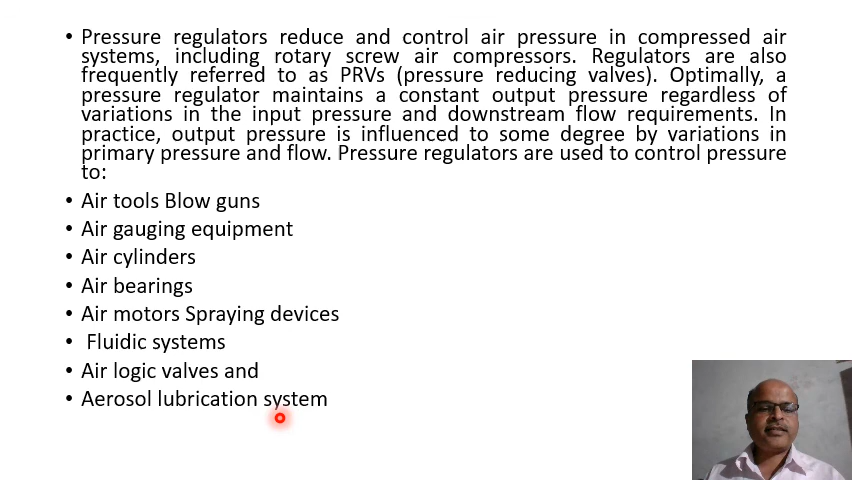 • Pressure regulators reduce and control air pressure in compressed air
systems, including rotary screw air compressors. Regulators are also
frequently referred to as PRVs (pressure reducing valves). Optimally, a
pressure regulator maintains a constant output pressure regardless of
variations in the input pressure and downstream flow requirements. In
practice, output pressure is influenced to some degree by variations in
primary pressure and flow. Pressure regulators are used to control pressure
to:
• Air tools Blow guns
• Air gauging equipment
• Air cylinders
• Air bearings
• Air motors Spraying devices
• Fluidic systems
• Air logic valves and
• Aerosol lubrication system